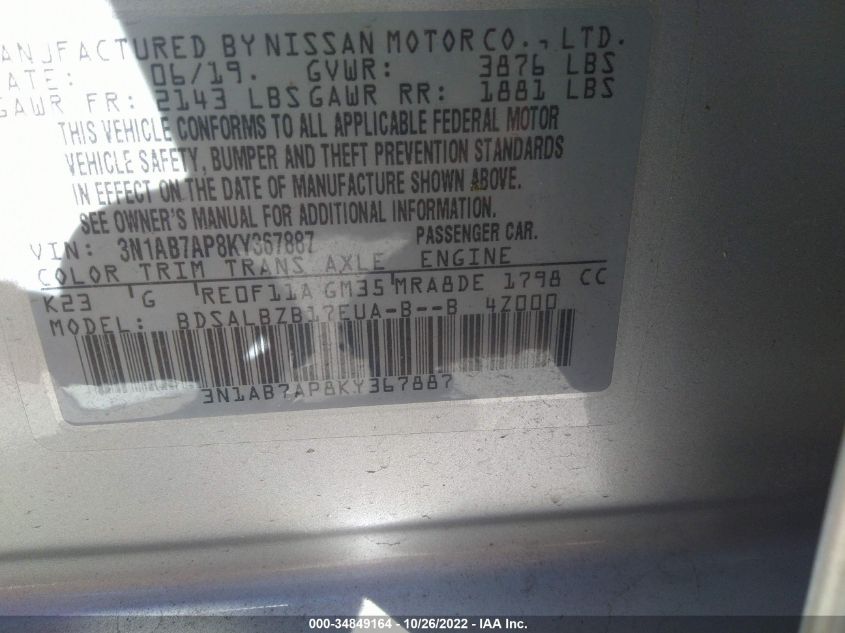 ANUFACTURED BY NISSAN MOTOR CO., LTD.
ATE: 06/19. GVWR: 3876 LBS
GAWR FR: 2143 LBS GAWR RR: 1881 LBS
THIS VEHICLE CONFORMS TO ALL APPLICABLE FEDERAL MOTOR
VEHICLE SAFETY, BUMPER AND THEFT PREVENTION STANDARDS
IN EFFECT ON THE DATE OF MANUFACTURE SHOWN ABOVE.
SEE OWNER'S MANUAL FOR ADDITIONAL INFORMATION.
VIN: 3N1AB7AP8KY367887 PASSENGER CAR.
COLOR TRIM TRANS AXLE ENGINE
K23 G RE0F11A GM35 MRA8DE 1798 CC
MODEL: BDSALBZB17EUA-B--B 4Z000
3N1AB7AP8KY367887
000-34849164 - 10/26/2022 - IAA Inc.